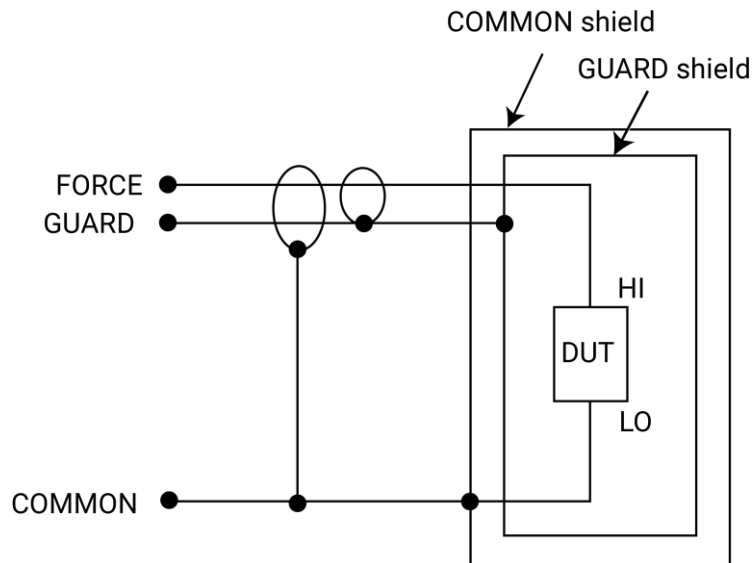 COMMON shield
GUARD shield
FORCE
GUARD
HI
DUT
LO
COMMON